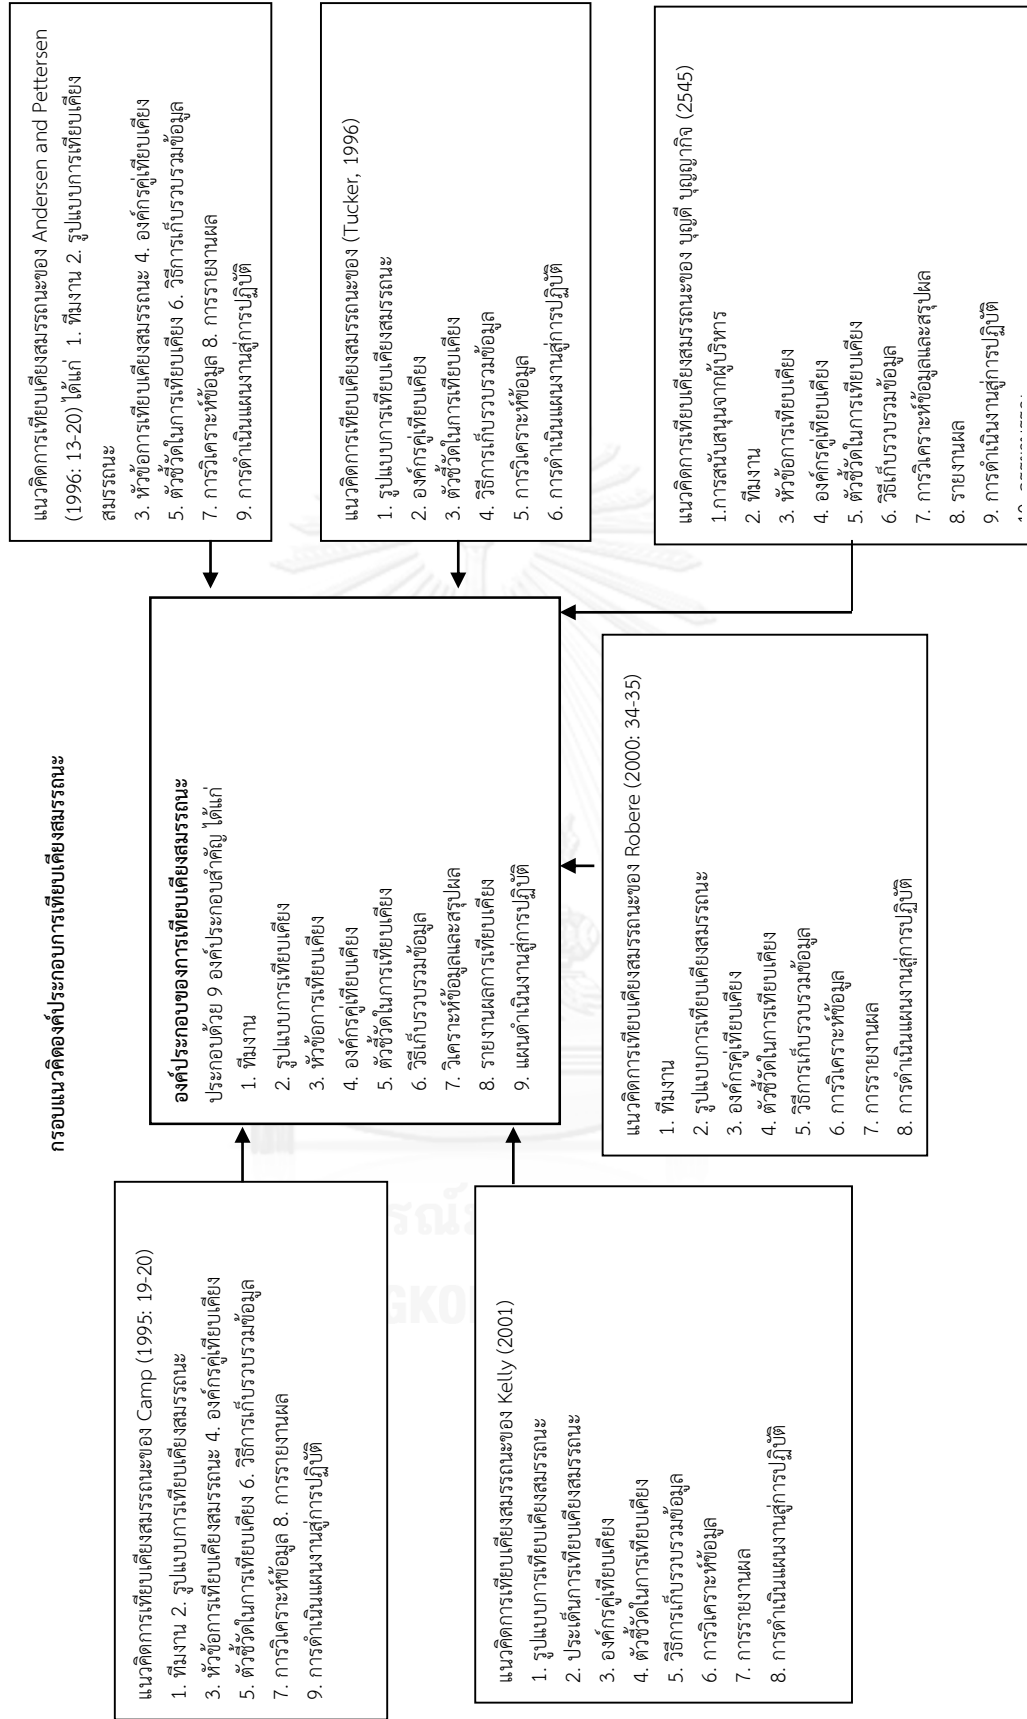 กรอบแนวคิดองค์ประกอบการเทียบเคียงสมรรถนะ
แนวคิดการเทียบเคียงสมรรถนะของ Camp (1995: 19-20)
1. ทีมงาน 2. รูปแบบการเทียบเคียงสมรรถนะ
3. หัวข้อการเทียบเคียงสมรรถนะ 4. องค์กรคู่เทียบเคียง
5. ตัวชี้วัดในการเทียบเคียง 6. วิธีการเก็บรวบรวมข้อมูล
7. การวิเคราะห์ข้อมูล 8. การรายงานผล
9. การดำเนินแผนงานสู่การปฏิบัติ
องค์ประกอบของการเทียบเคียงสมรรถนะ
ประกอบด้วย 9 องค์ประกอบสำคัญ ได้แก่
1. ทีมงาน
2. รูปแบบการเทียบเคียง
3. หัวข้อการเทียบเคียง
4. องค์กรคู่เทียบเคียง
5. ตัวชี้วัดในการเทียบเคียง
6. วิธีเก็บรวบรวมข้อมูล
7. วิเคราะห์ข้อมูลและสรุปผล
8. รายงานผลการเทียบเคียง
9. แผนดำเนินงานสู่การปฏิบัติ
แนวคิดการเทียบเคียงสมรรถนะของ Andersen and Pettersen
(1996: 13-20) ได้แก่ 1. ทีมงาน 2. รูปแบบการเทียบเคียง
สมรรถนะ
3. หัวข้อการเทียบเคียงสมรรถนะ 4. องค์กรคู่เทียบเคียง
5. ตัวชี้วัดในการเทียบเคียง 6. วิธีการเก็บรวบรวมข้อมูล
7. การวิเคราะห์ข้อมูล 8. การรายงานผล
9. การดำเนินแผนงานสู่การปฏิบัติ
แนวคิดการเทียบเคียงสมรรถนะของ (Tucker, 1996)
1. รูปแบบการเทียบเคียงสมรรถนะ
2. องค์กรคู่เทียบเคียง
3. ตัวชี้วัดในการเทียบเคียง
4. วิธีการเก็บรวบรวมข้อมูล
5. การวิเคราะห์ข้อมูล
6. การดำเนินแผนงานสู่การปฏิบัติ
แนวคิดการเทียบเคียงสมรรถนะของ Kelly (2001)
1. รูปแบบการเทียบเคียงสมรรถนะ
2. ประเด็นการเทียบเคียงสมรรถนะ
3. องค์กรคู่เทียบเคียง
4. ตัวชี้วัดในการเทียบเคียง
5. วิธีการเก็บรวบรวมข้อมูล
6. การวิเคราะห์ข้อมูล
7. การรายงานผล
8. การดำเนินแผนงานสู่การปฏิบัติ
แนวคิดการเทียบเคียงสมรรถนะของ Robere (2000: 34-35)
1. ทีมงาน
2. รูปแบบการเทียบเคียงสมรรถนะ
3. องค์กรคู่เทียบเคียง
4. ตัวชี้วัดในการเทียบเคียง
5. วิธีการเก็บรวบรวมข้อมูล
6. การวิเคราะห์ข้อมูล
7. การรายงานผล
8. การดำเนินแผนงานสู่การปฏิบัติ
แนวคิดการเทียบเคียงสมรรถนะของ บุญดี บุญญากิจ (2545)
1.การสนับสนุนจากผู้บริหาร
2. ทีมงาน
3. หัวข้อการเทียบเคียง
4. องค์กรคู่เทียบเคียง
5. ตัวชี้วัดในการเทียบเคียง
6. วิธีเก็บรวบรวมข้อมูล
7. การวิเคราะห์ข้อมูลและสรุปผล
8. รายงานผล
9. การดำเนินงานสู่การปฏิบัติ